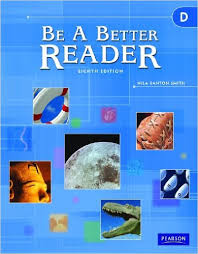 D
BE A BETTER
READER
EIGHTH EDITION
NILA BANTON SMITH
PEARSON